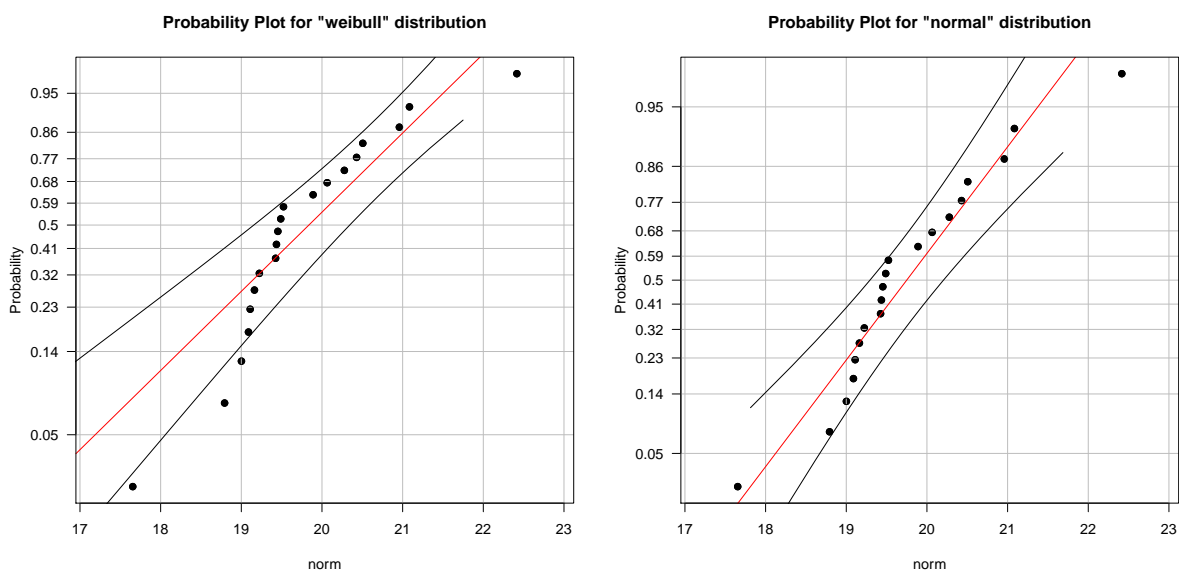 Probability Plot for "weibull" distribution
Probability
0.95
0.86
0.77
0.68
0.59
0.5
0.41
0.32
0.23
0.14
0.05
17 18 19 20 21 22 23
norm
Probability Plot for "normal" distribution
Probability
0.95
0.86
0.77
0.68
0.59
0.5
0.41
0.32
0.23
0.14
0.05
17 18 19 20 21 22 23
norm